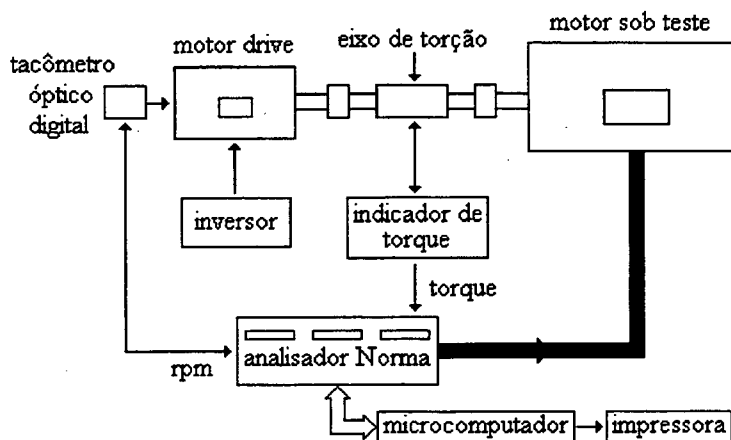 motor drive
eixo de torção
motor sob teste
tacômetro
óptico
digital
inversor
indicador de
torque
torque
analisador Norma
rpm
microcomputador
impressora